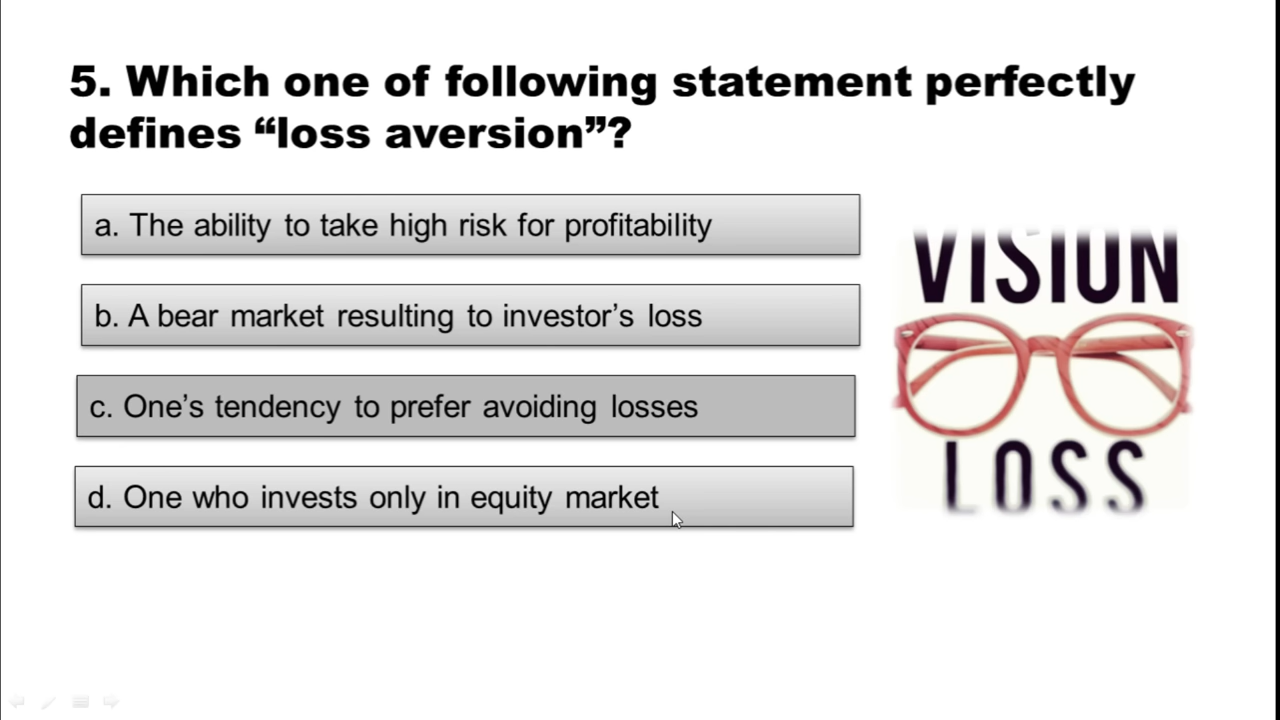 5. Which one of following statement perfectly
defines “loss aversion”?
a. The ability to take high risk for profitability
b. A bear market resulting to investor’s loss
c. One’s tendency to prefer avoiding losses
d. One who invests only in equity market
VISION
LOSS